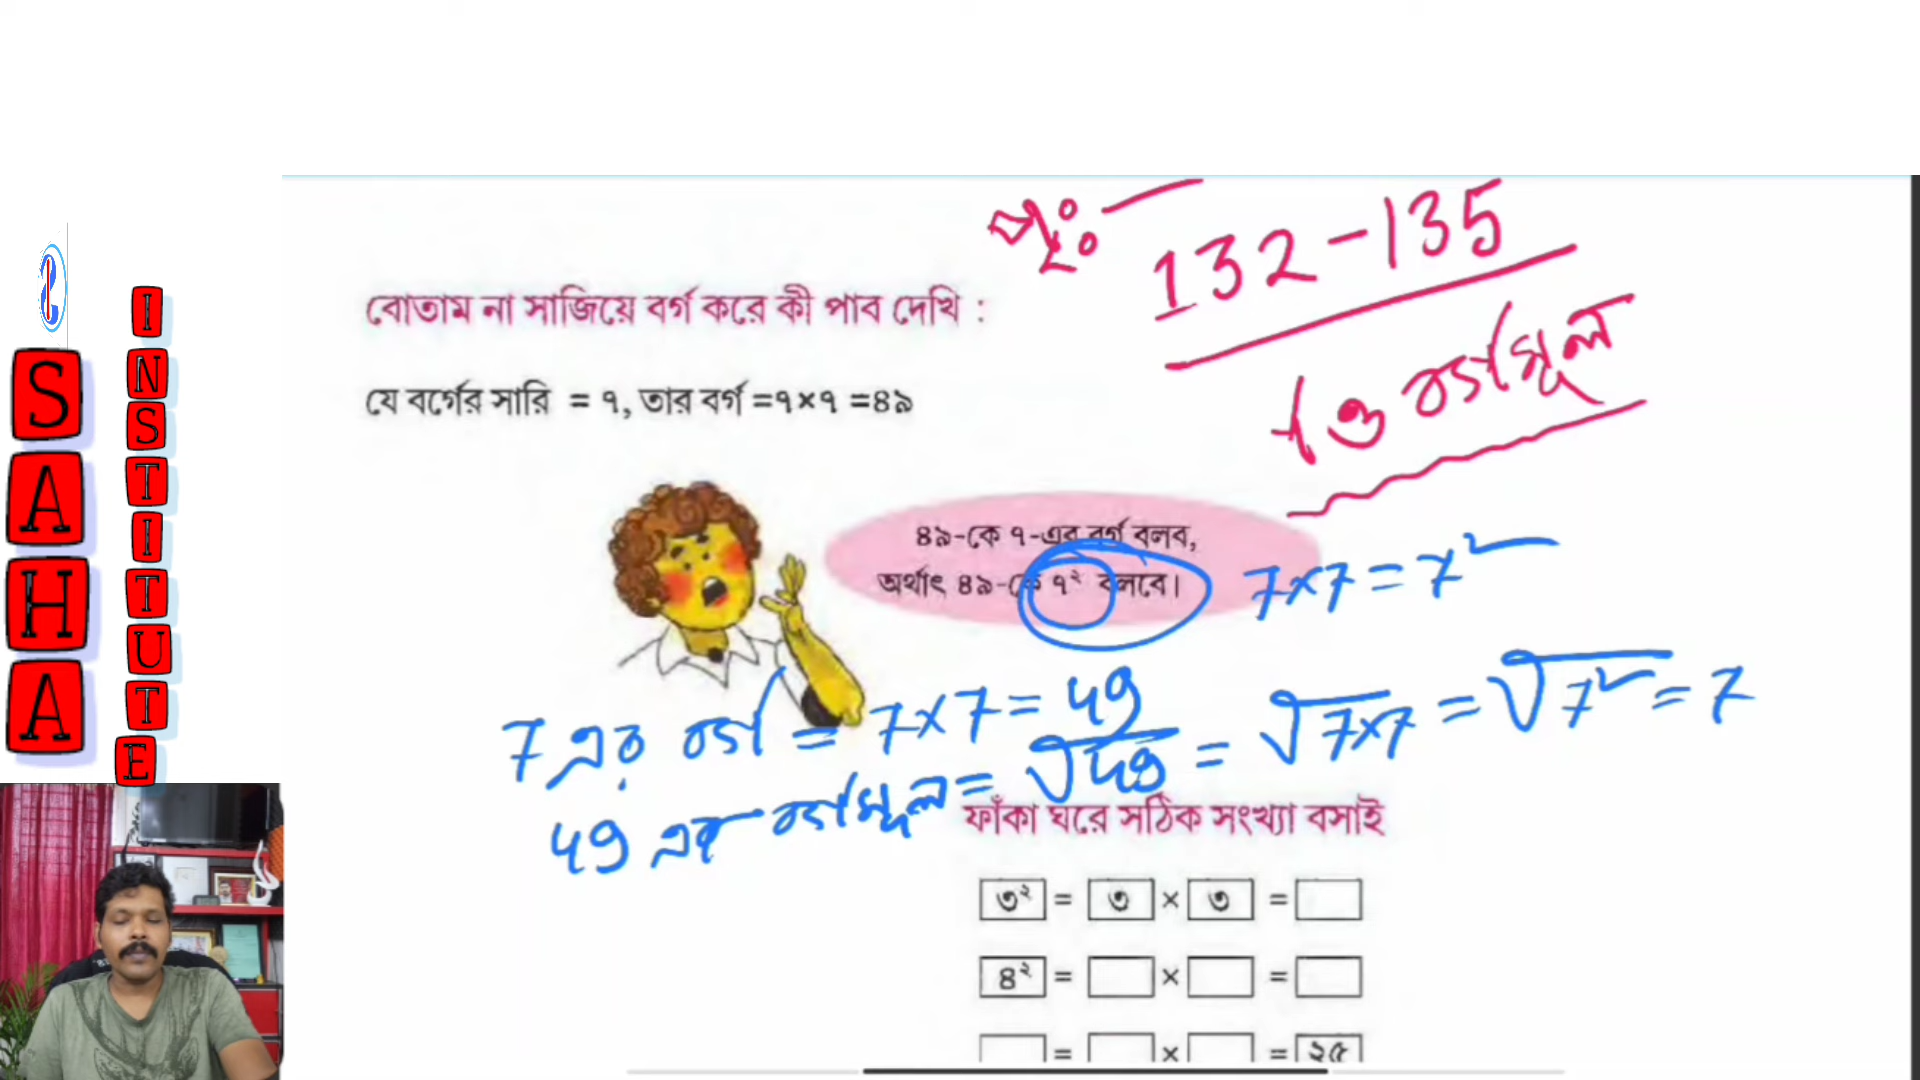 SAHA
INSTITUTE
পৃঃ 132-135
ও বর্গমূল
বোতাম না সাজিয়ে বর্গ করে কী পাব দেখি :
যে বর্গের সারি = ৭, তার বর্গ =৭×৭ =৪৯
৪৯-কে ৭-এর বর্গ বলব,
অর্থাৎ ৪৯-কে ৭² বলবে।
7×7=7²
7 এর বর্গ = 7×7=49
49 এর বর্গমূল = √49 = √7×7 = √7² = 7
ফাঁকা ঘরে সঠিক সংখ্যা বসাই
৩² = ৩ × ৩ =
৪² = × =
= × = ২৫